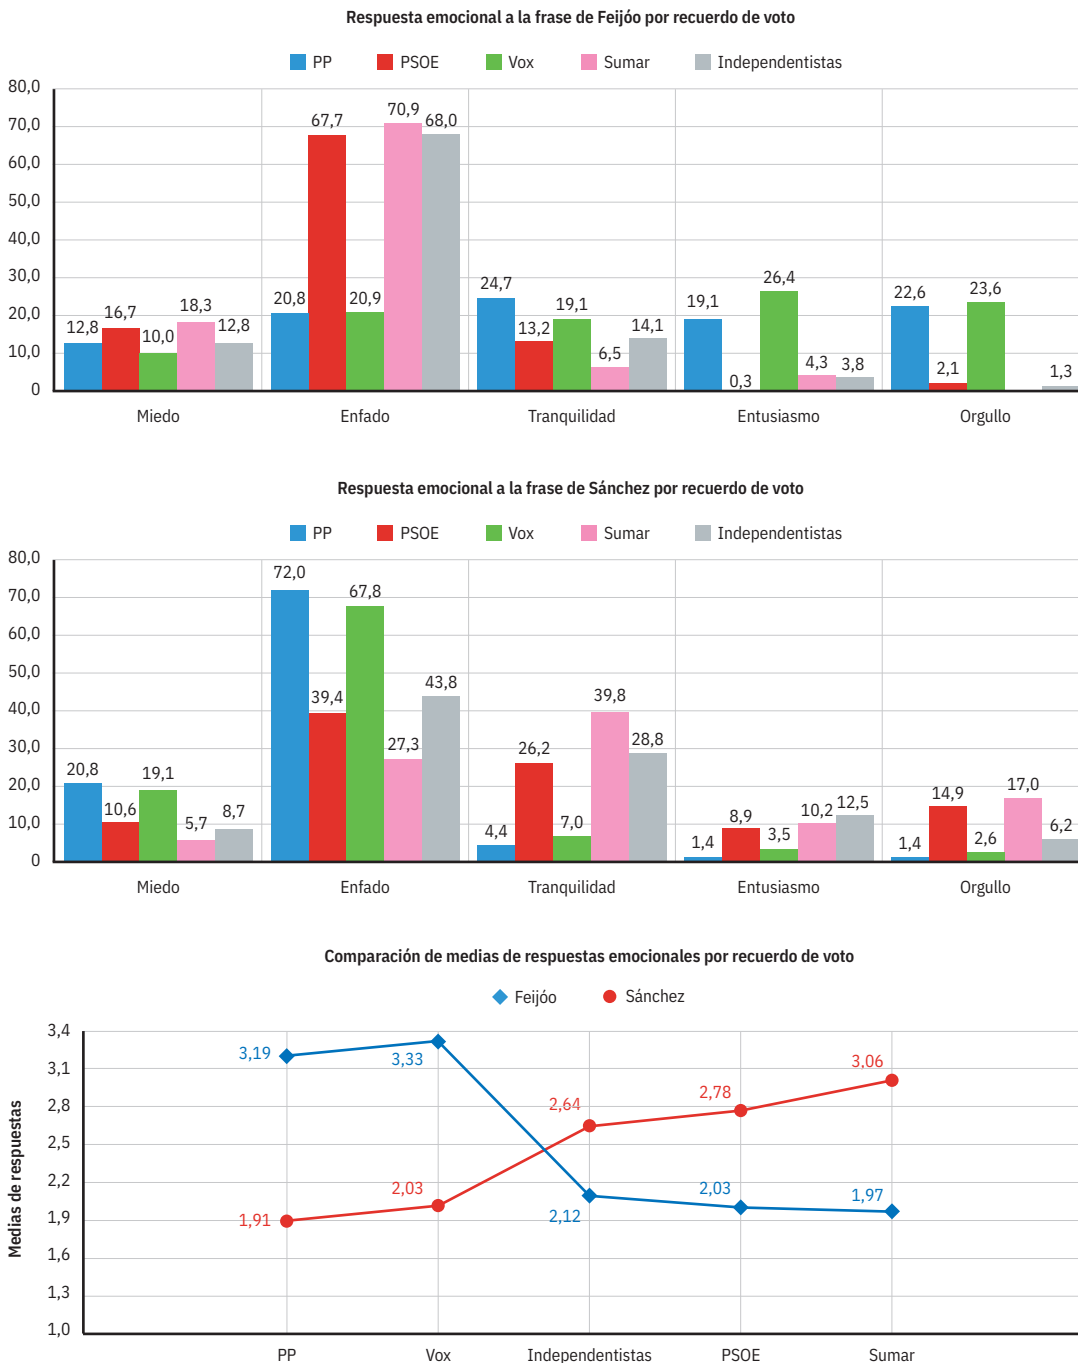 Respuesta emocional a la frase de Feijóo por recuerdo de voto
PP PSOE Vox Sumar Independentistas
80,0
70,0
60,0
50,0
40,0
30,0
20,0
10,0
0
12,8 16,7 10,0 18,3 12,8
20,8 67,7 20,9 70,9 68,0
24,7 13,2 19,1 6,5 14,1
19,1 0,3 26,4 4,3 3,8
22,6 2,1 23,6 1,3
Miedo Enfado Tranquilidad Entusiasmo Orgullo
Respuesta emocional a la frase de Sánchez por recuerdo de voto
PP PSOE Vox Sumar Independentistas
80,0
70,0
60,0
50,0
40,0
30,0
20,0
10,0
0
20,8 10,6 19,1 5,7 8,7
72,0 39,4 67,8 27,3 43,8
4,4 26,2 7,0 39,8 28,8
1,4 8,9 3,5 10,2 12,5
1,4 14,9 2,6 17,0 6,2
Miedo Enfado Tranquilidad Entusiasmo Orgullo
Comparación de medias de respuestas emocionales por recuerdo de voto
Feijóo Sánchez
Medias de respuestas
3,4
3,1
2,8
2,5
2,2
1,9
1,6
1,3
1,0
3,19 3,33 2,12 2,03 1,97
1,91 2,03 2,64 2,78 3,06
PP Vox Independentistas PSOE Sumar